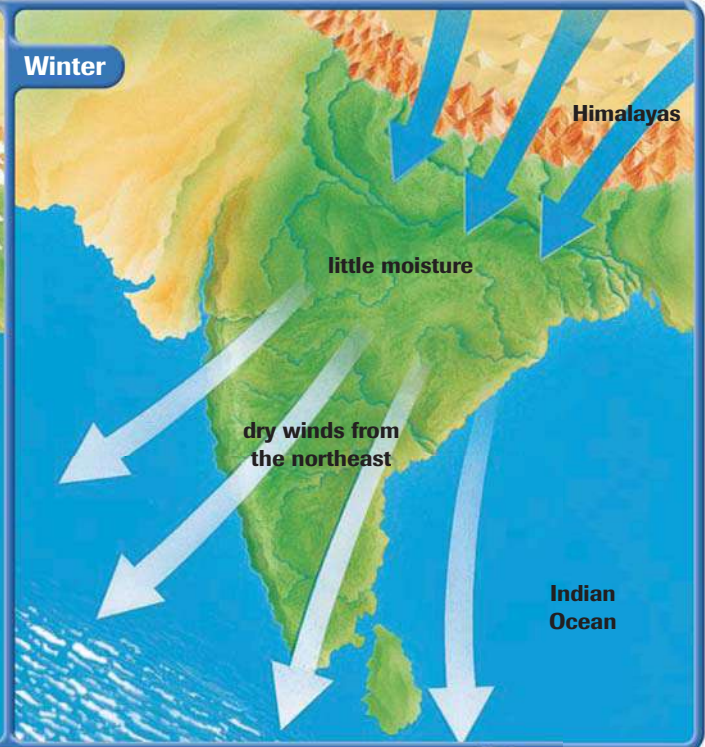 Winter
Himalayas
little moisture
dry winds from
the northeast
Indian
Ocean